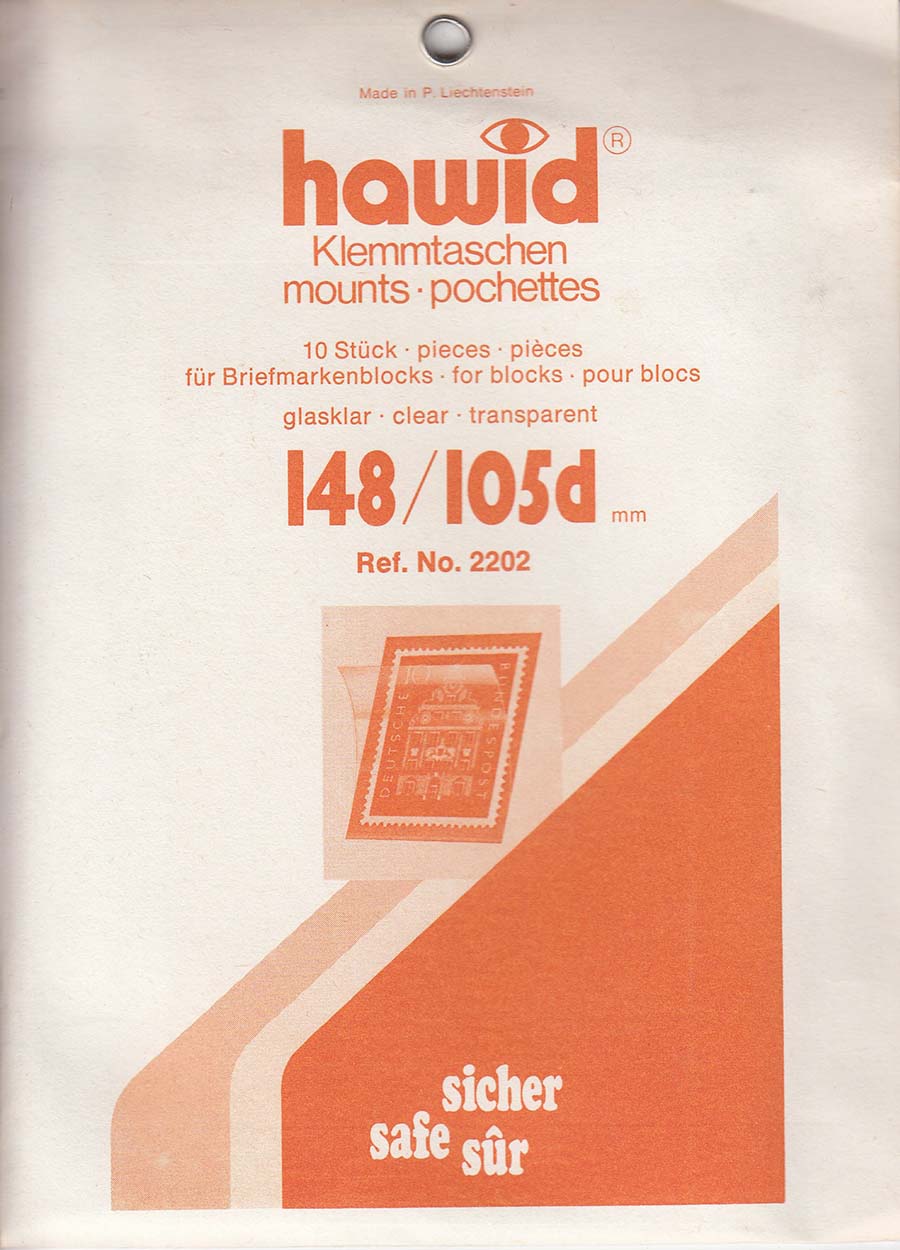 Made in P. Liechtenstein
hawid®
Klemmtaschen
mounts · pochettes
10 Stück · pieces · pièces
für Briefmarkenblocks · for blocks · pour blocs
glasklar · clear · transparent
148/105d mm
Ref. No. 2202
10
DEUTSCHE
BUNDESPOST
sicher
safe
sûr